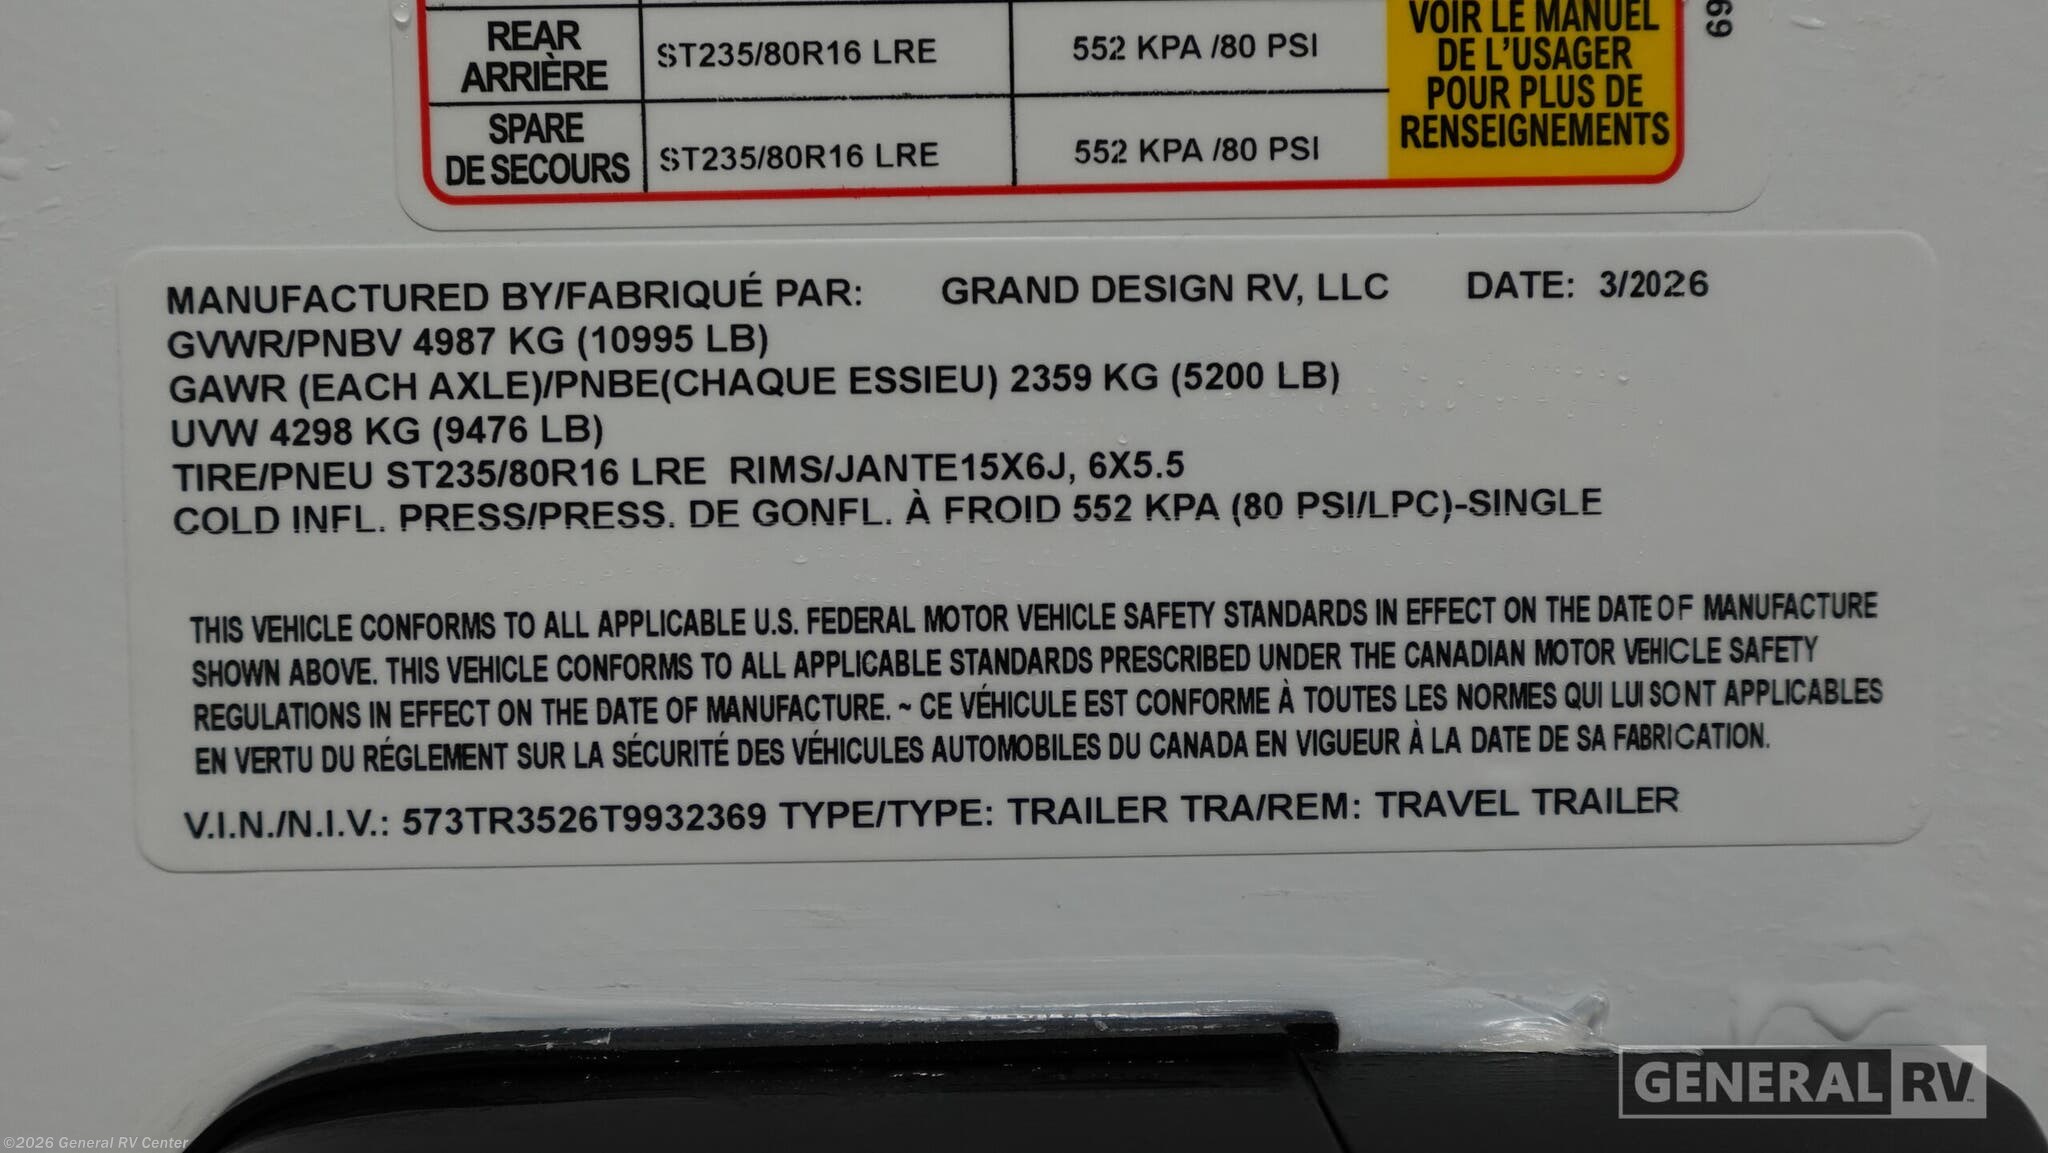 REAR
ARRIÈRE
ST235/80R16 LRE
552 KPA /80 PSI
SPARE
DE SECOURS
ST235/80R16 LRE
552 KPA /80 PSI
VOIR LE MANUEL
DE L'USAGER
POUR PLUS DE
RENSEIGNEMENTS
69
MANUFACTURED BY/FABRIQUÉ PAR: GRAND DESIGN RV, LLC DATE: 3/2026
GVWR/PNBV 4987 KG (10995 LB)
GAWR (EACH AXLE)/PNBE(CHAQUE ESSIEU) 2359 KG (5200 LB)
UVW 4298 KG (9476 LB)
TIRE/PNEU ST235/80R16 LRE RIMS/JANTE15X6J, 6X5.5
COLD INFL. PRESS/PRESS. DE GONFL. À FROID 552 KPA (80 PSI/LPC)-SINGLE
THIS VEHICLE CONFORMS TO ALL APPLICABLE U.S. FEDERAL MOTOR VEHICLE SAFETY STANDARDS IN EFFECT ON THE DATE OF MANUFACTURE
SHOWN ABOVE. THIS VEHICLE CONFORMS TO ALL APPLICABLE STANDARDS PRESCRIBED UNDER THE CANADIAN MOTOR VEHICLE SAFETY
REGULATIONS IN EFFECT ON THE DATE OF MANUFACTURE. ~ CE VÉHICULE EST CONFORME À TOUTES LES NORMES QUI LUI SONT APPLICABLES
EN VERTU DU RÉGLEMENT SUR LA SÉCURITÉ DES VÉHICULES AUTOMOBILES DU CANADA EN VIGUEUR À LA DATE DE SA FABRICATION.
V.I.N./N.I.V.: 573TR3526T9932369 TYPE/TYPE: TRAILER TRA/REM: TRAVEL TRAILER
GENERAL RV
©2026 General RV Center